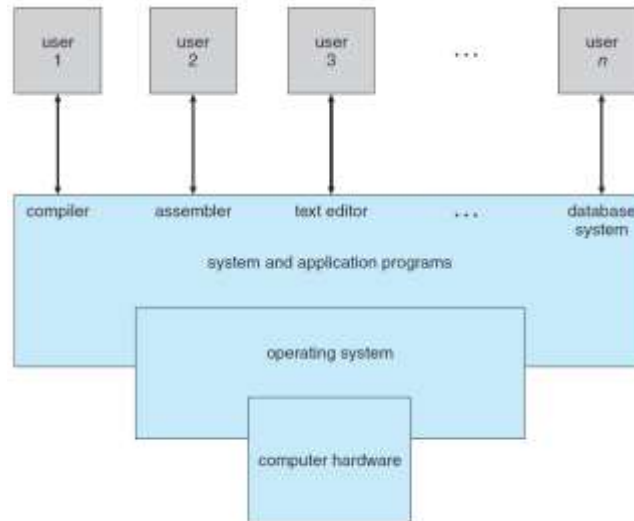 user
1
user
2
user
3
...
user
n
compiler
assembler
text editor
...
database
system
system and application programs
operating system
computer hardware